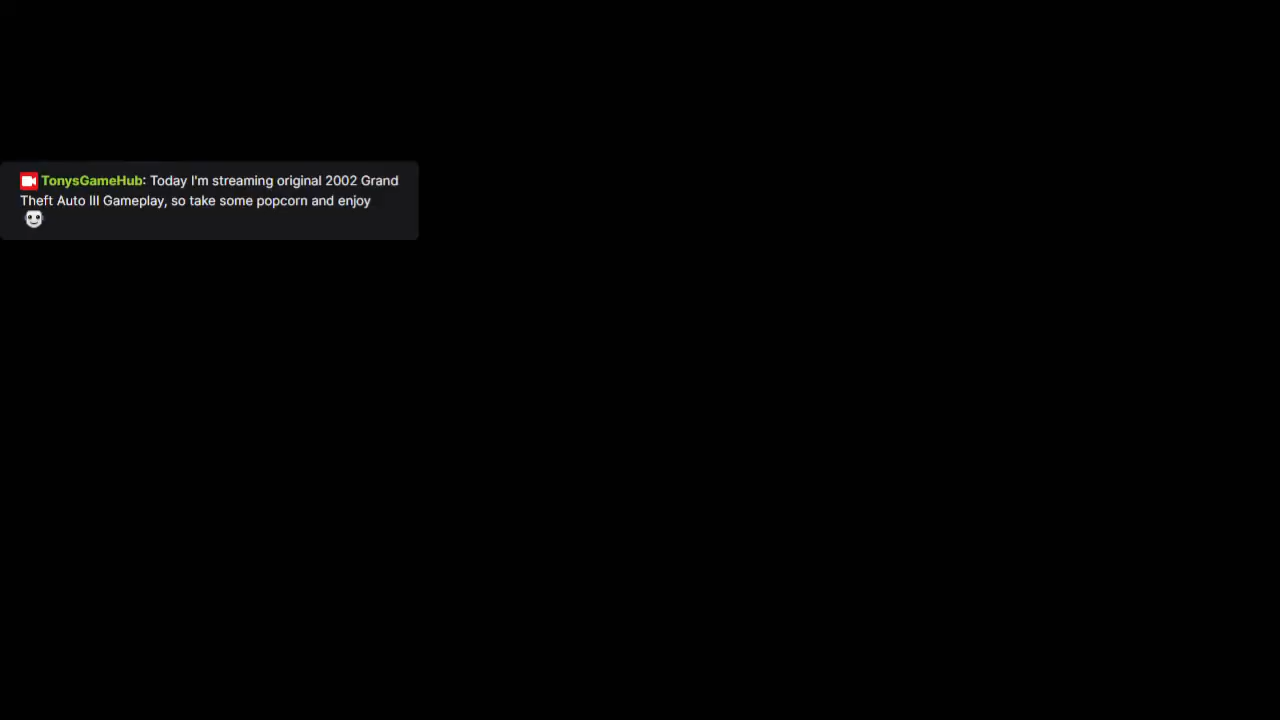 TonysGameHub: Today I'm streaming original 2002 Grand
Theft Auto III Gameplay, so take some popcorn and enjoy